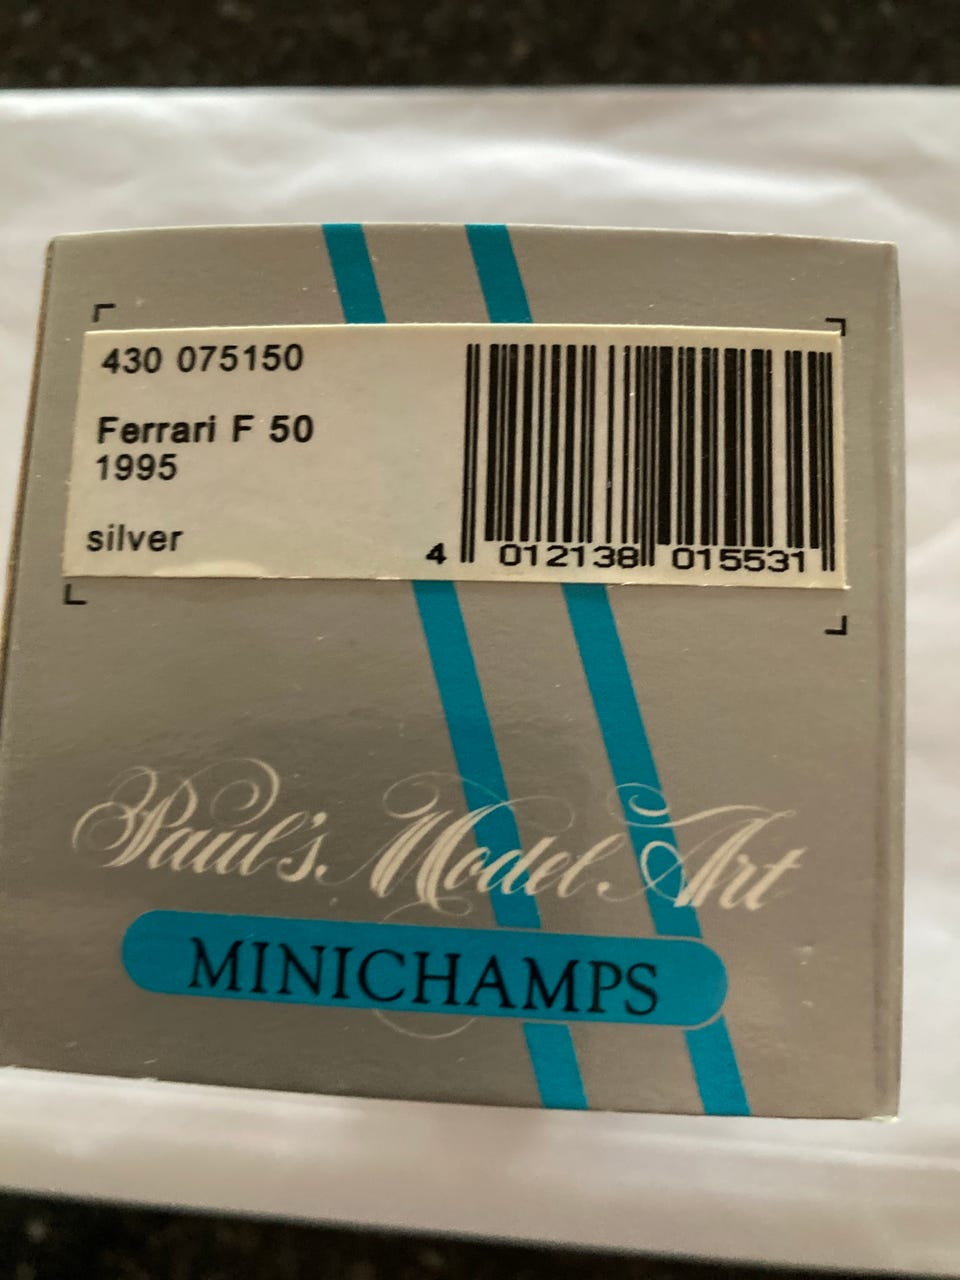 430 075150
Ferrari F 50
1995
silver
4 012138 015531
Paul's Model Art
MINICHAMPS